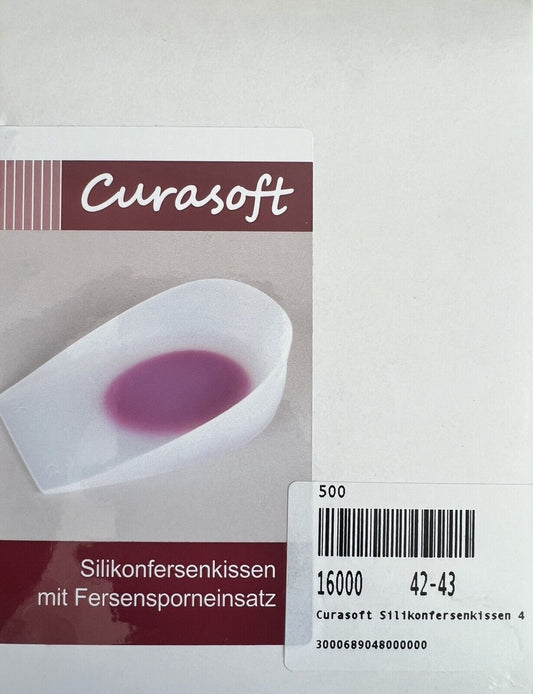 Curasoft
Silikonfersenkissen
mit Fersensporneinsatz
500
16000 42-43
Curasoft Silikonfersenkissen 4
3000689048000000